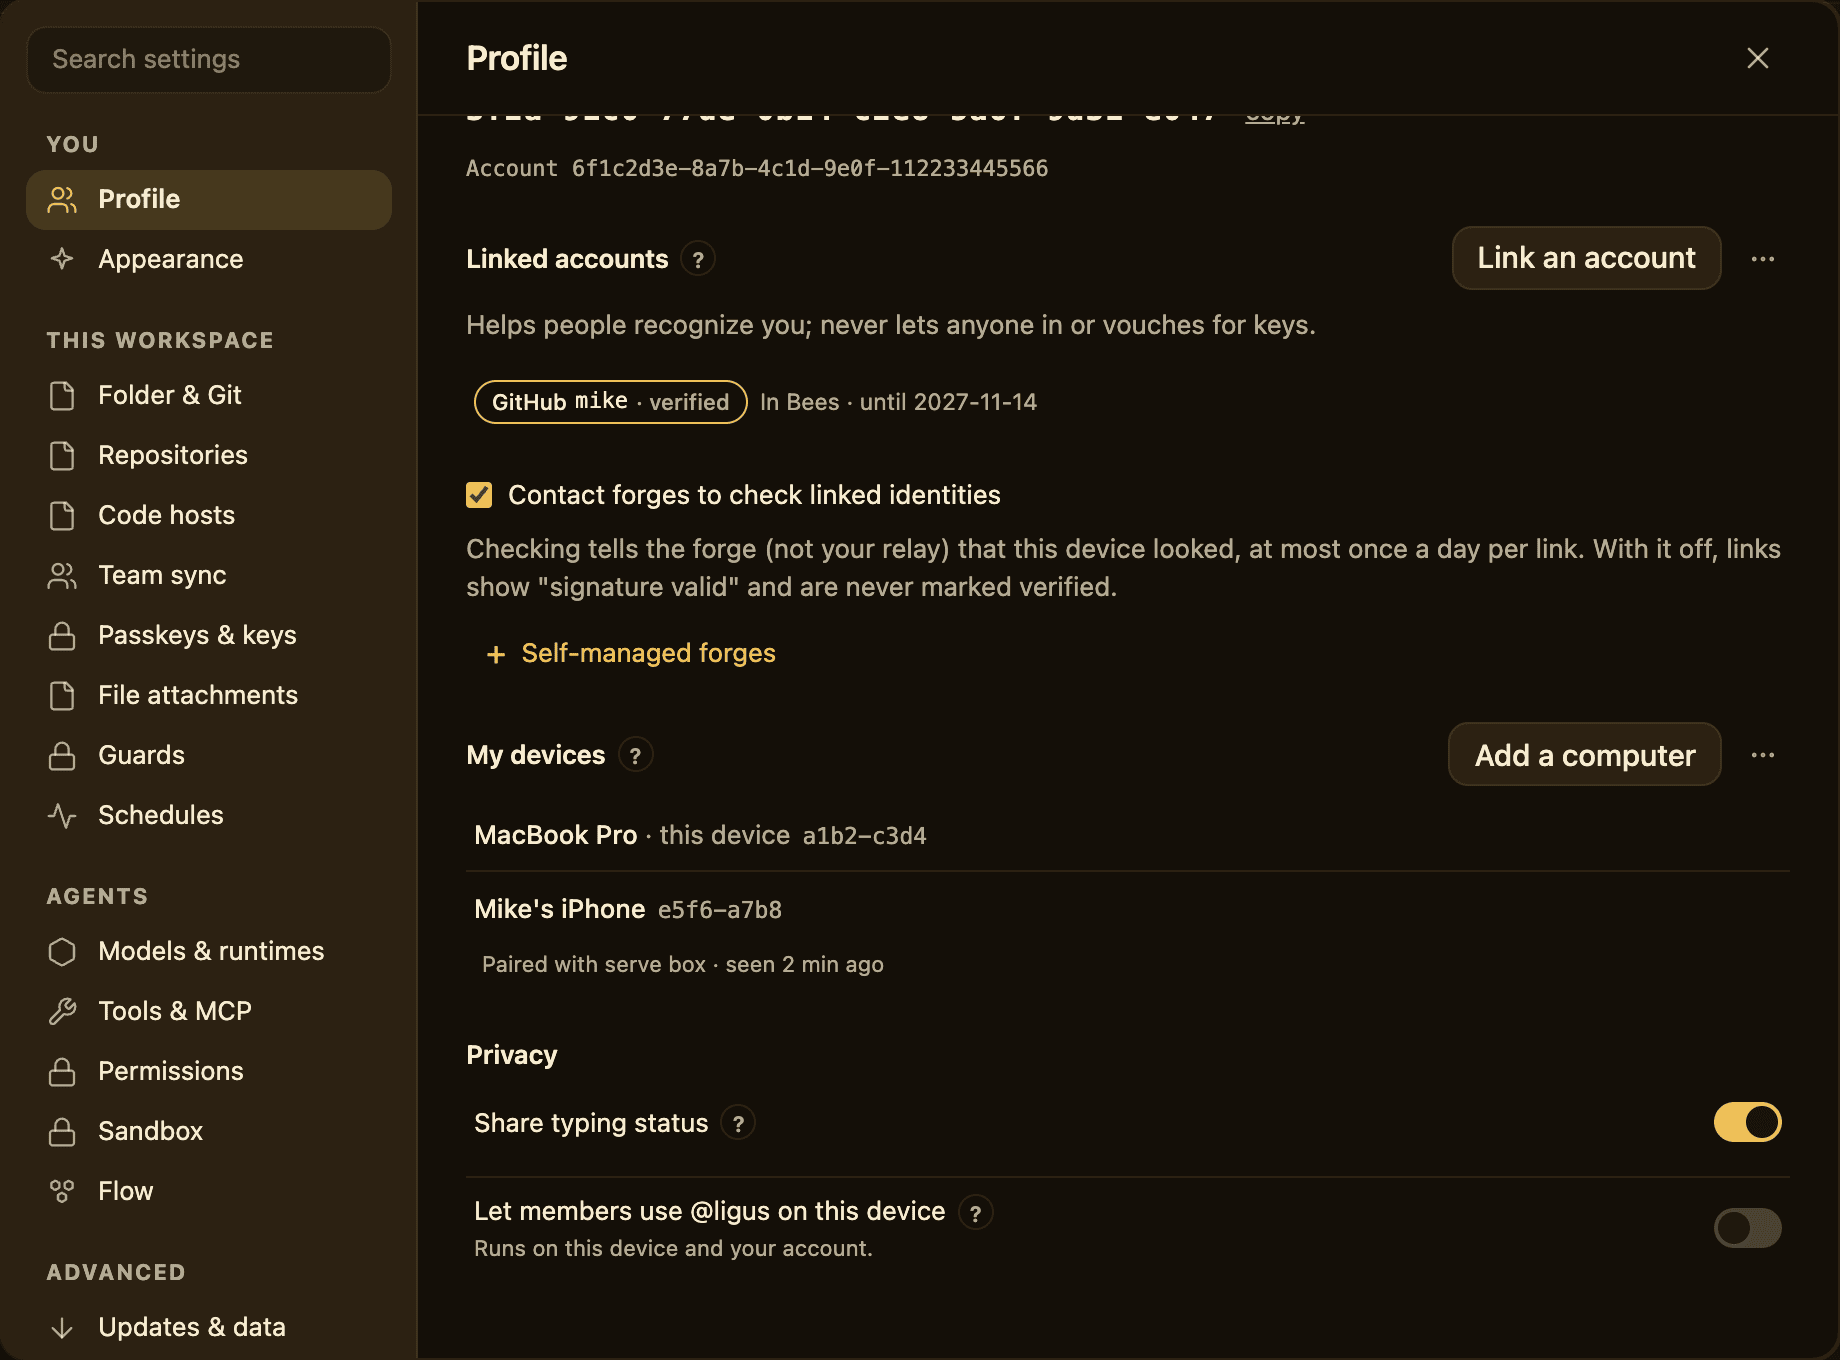 Search settings
YOU
Profile
Appearance
THIS WORKSPACE
Folder & Git
Repositories
Code hosts
Team sync
Passkeys & keys
File attachments
Guards
Schedules
AGENTS
Models & runtimes
Tools & MCP
Permissions
Sandbox
Flow
ADVANCED
Updates & data
Profile
copy
Account 6f1c2d3e-8a7b-4c1d-9e0f-112233445566
Linked accounts ?
Link an account ···
Helps people recognize you; never lets anyone in or vouches for keys.
GitHub mike · verified In Bees · until 2027-11-14
Contact forges to check linked identities
Checking tells the forge (not your relay) that this device looked, at most once a day per link. With it off, links
show "signature valid" and are never marked verified.
+ Self-managed forges
My devices ?
Add a computer ···
MacBook Pro · this device a1b2-c3d4
Mike's iPhone e5f6-a7b8
Paired with serve box · seen 2 min ago
Privacy
Share typing status ?
Let members use @ligus on this device ?
Runs on this device and your account.